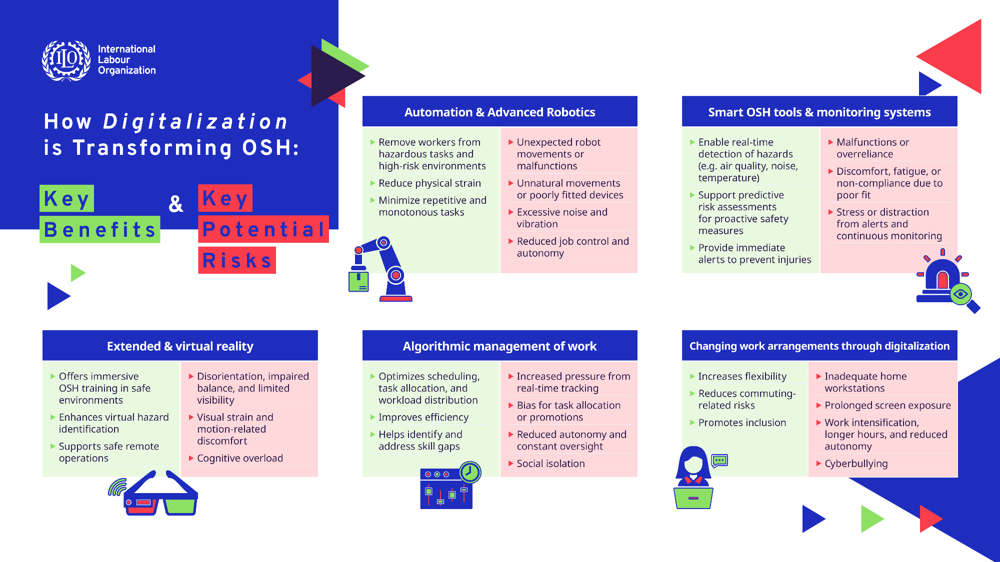 International
Labour
Organization
How Digitalization
is Transforming OSH:
Key
Benefits
&
Key
Potential
Risks
Automation & Advanced Robotics
Remove workers from
hazardous tasks and
high-risk environments
Reduce physical strain
Minimize repetitive and
monotonous tasks
Unexpected robot
movements or
malfunctions
Unnatural movements
or poorly fitted devices
Excessive noise and
vibration
Reduced job control and
autonomy
Smart OSH tools & monitoring systems
Enable real-time
detection of hazards
(e.g. air quality, noise,
temperature)
Support predictive
risk assessments
for proactive safety
measures
Provide immediate
alerts to prevent injuries
Malfunctions or
overreliance
Discomfort, fatigue, or
non-compliance due to
poor fit
Stress or distraction
from alerts and
continuous monitoring
Extended & virtual reality
Offers immersive
OSH training in safe
environments
Enhances virtual hazard
identification
Supports safe remote
operations
Disorientation, impaired
balance, and limited
visibility
Visual strain and
motion-related
discomfort
Cognitive overload
Algorithmic management of work
Optimizes scheduling,
task allocation, and
workload distribution
Improves efficiency
Helps identify and
address skill gaps
Increased pressure from
real-time tracking
Bias for task allocation
or promotions
Reduced autonomy and
constant oversight
Social isolation
Changing work arrangements through digitalization
Increases flexibility
Reduces commuting-
related risks
Promotes inclusion
Inadequate home
workstations
Prolonged screen exposure
Work intensification,
longer hours, and reduced
autonomy
Cyberbullying
ILO